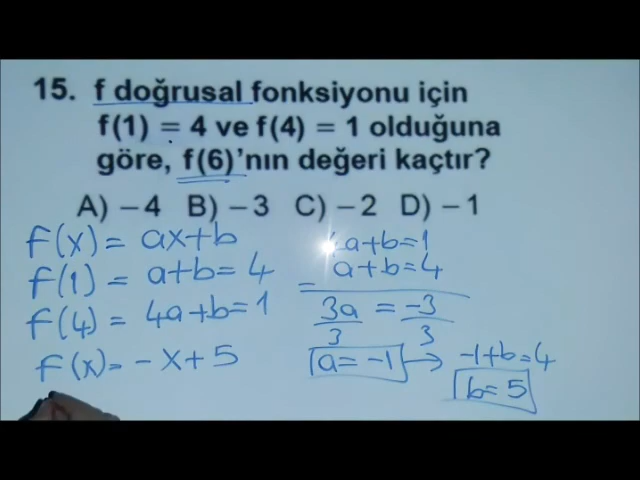 15. f doğrusal fonksiyonu için
f(1) = 4 ve f(4) = 1 olduğuna
göre, f(6)'nın değeri kaçtır?
A) – 4 B) – 3 C) – 2 D) – 1
f(x) = ax+b
f(1) = a+b=4
f(4) = 4a+b=1
f(x)= -x+5
4a+b=1
a+b=4
3a = -3
3 3
a=-1 → -1+b=4
b=5